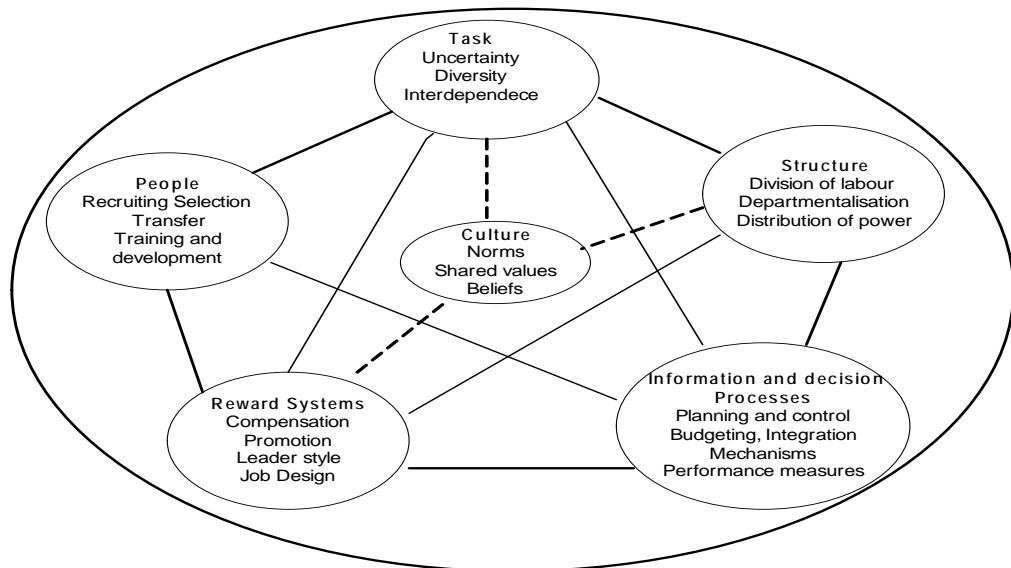 Task
Uncertainty
Diversity
Interdependece
People
Recruiting Selection
Transfer
Training and
development
Structure
Division of labour
Departmentalisation
Distribution of power
Culture
Norms
Shared values
Beliefs
Reward Systems
Compensation
Promotion
Leader style
Job Design
Information and decision
Processes
Planning and control
Budgeting, Integration
Mechanisms
Performance measures